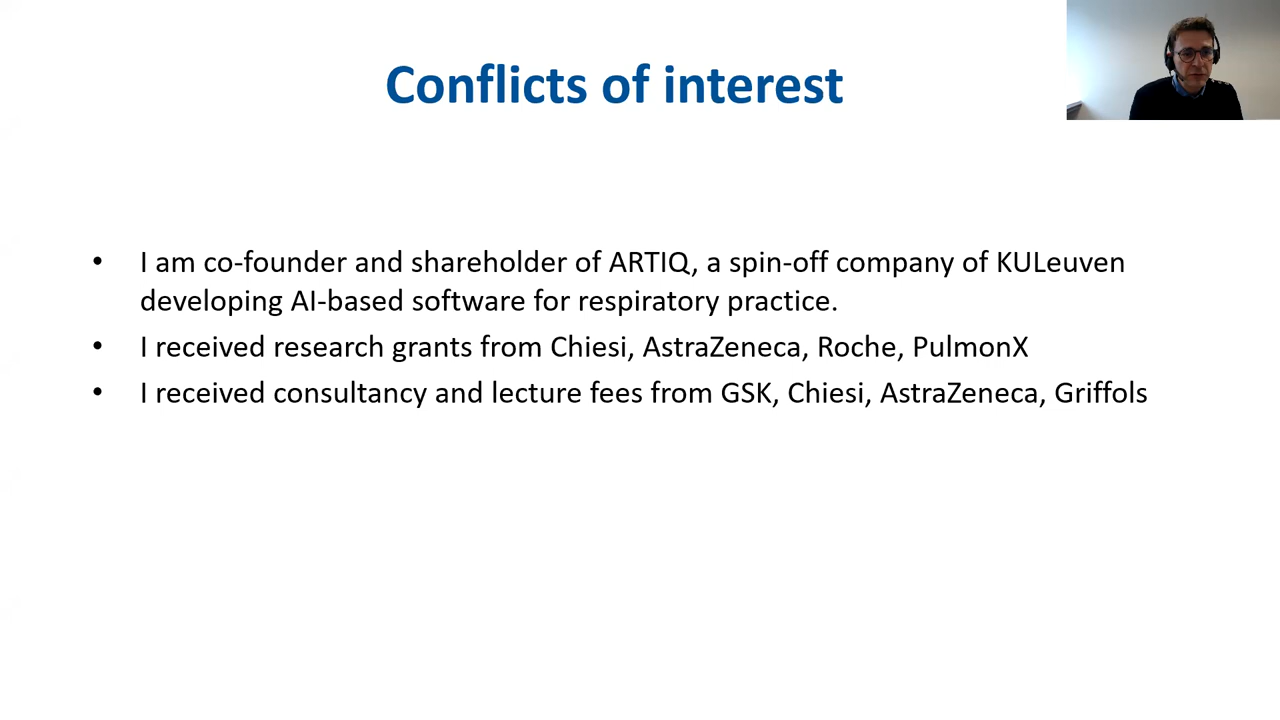 Conflicts of interest
• I am co-founder and shareholder of ARTIQ, a spin-off company of KULeuven
developing AI-based software for respiratory practice.
• I received research grants from Chiesi, AstraZeneca, Roche, PulmonX
• I received consultancy and lecture fees from GSK, Chiesi, AstraZeneca, Griffols